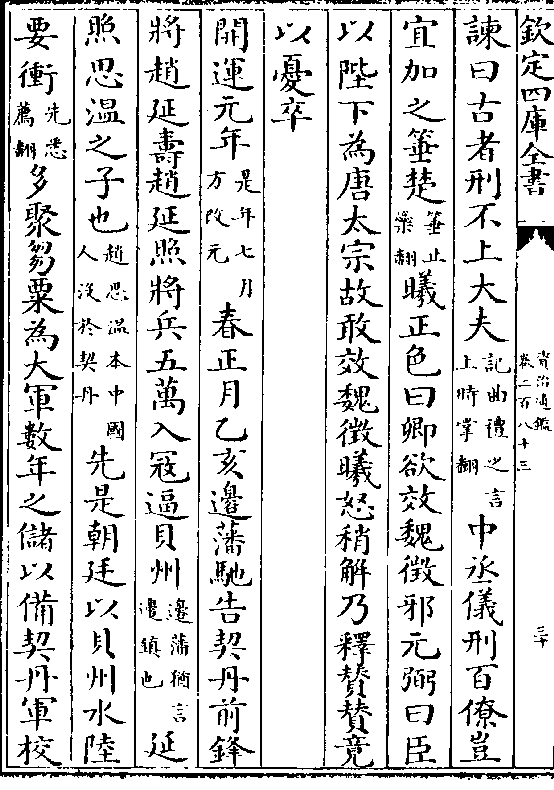 欽定四庫全書
資治通鑑
卷二百八十三
三十
諫曰古者刑不上大夫記曲禮之言上時掌翻中丞儀刑百僚豈
宜加之箠楚箠止橤翻曦正色曰卿欲效魏徵邪元弼曰臣
以陛下為唐太宗故敢效魏徵曦怒稍解乃釋贊贊竟
以憂卒
開運元年是年七月方改元春正月乙亥邊藩馳告契丹前鋒
將趙延壽趙延照將兵五萬入冦逼貝州邊藩猶言邊鎮也延
照思温之子也趙思温本中國人没於契丹先是朝廷以貝州水陸
要衝先悉薦翻多聚芻粟為大軍數年之儲以備契丹軍校